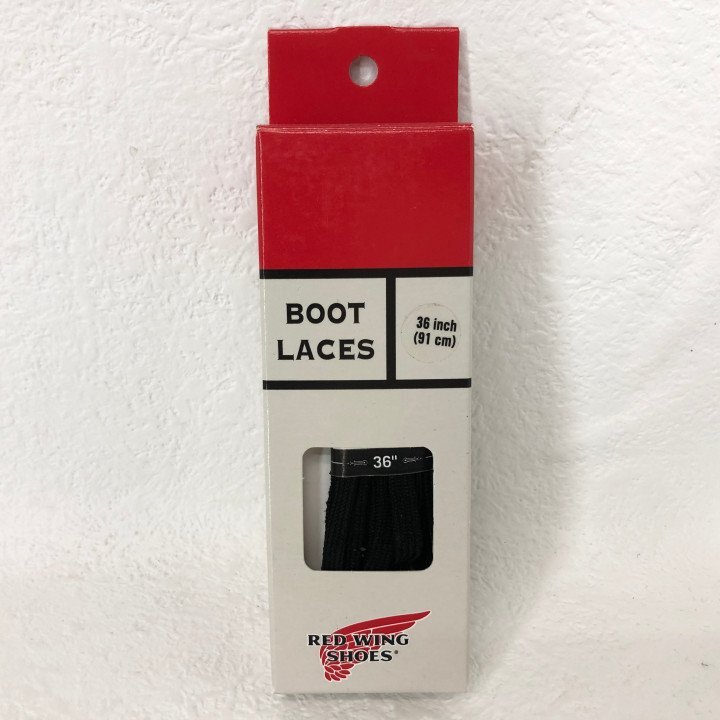 BOOT
LACES
36 inch
(91 cm)
36"
RED WING
SHOES®